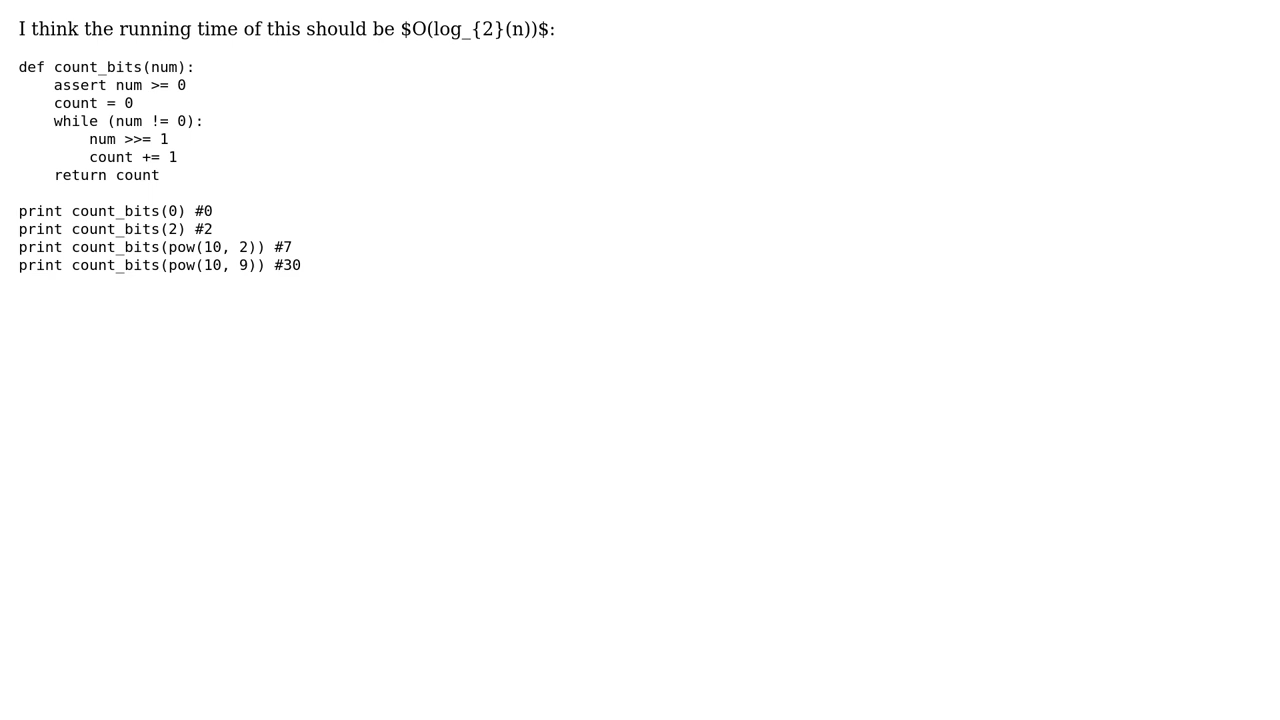 I think the running time of this should be $O(log_{2}(n))$:
def count_bits(num):
    assert num >= 0
    count = 0
    while (num != 0):
        num >>= 1
        count += 1
    return count

print count_bits(0) #0
print count_bits(2) #2
print count_bits(pow(10, 2)) #7
print count_bits(pow(10, 9)) #30